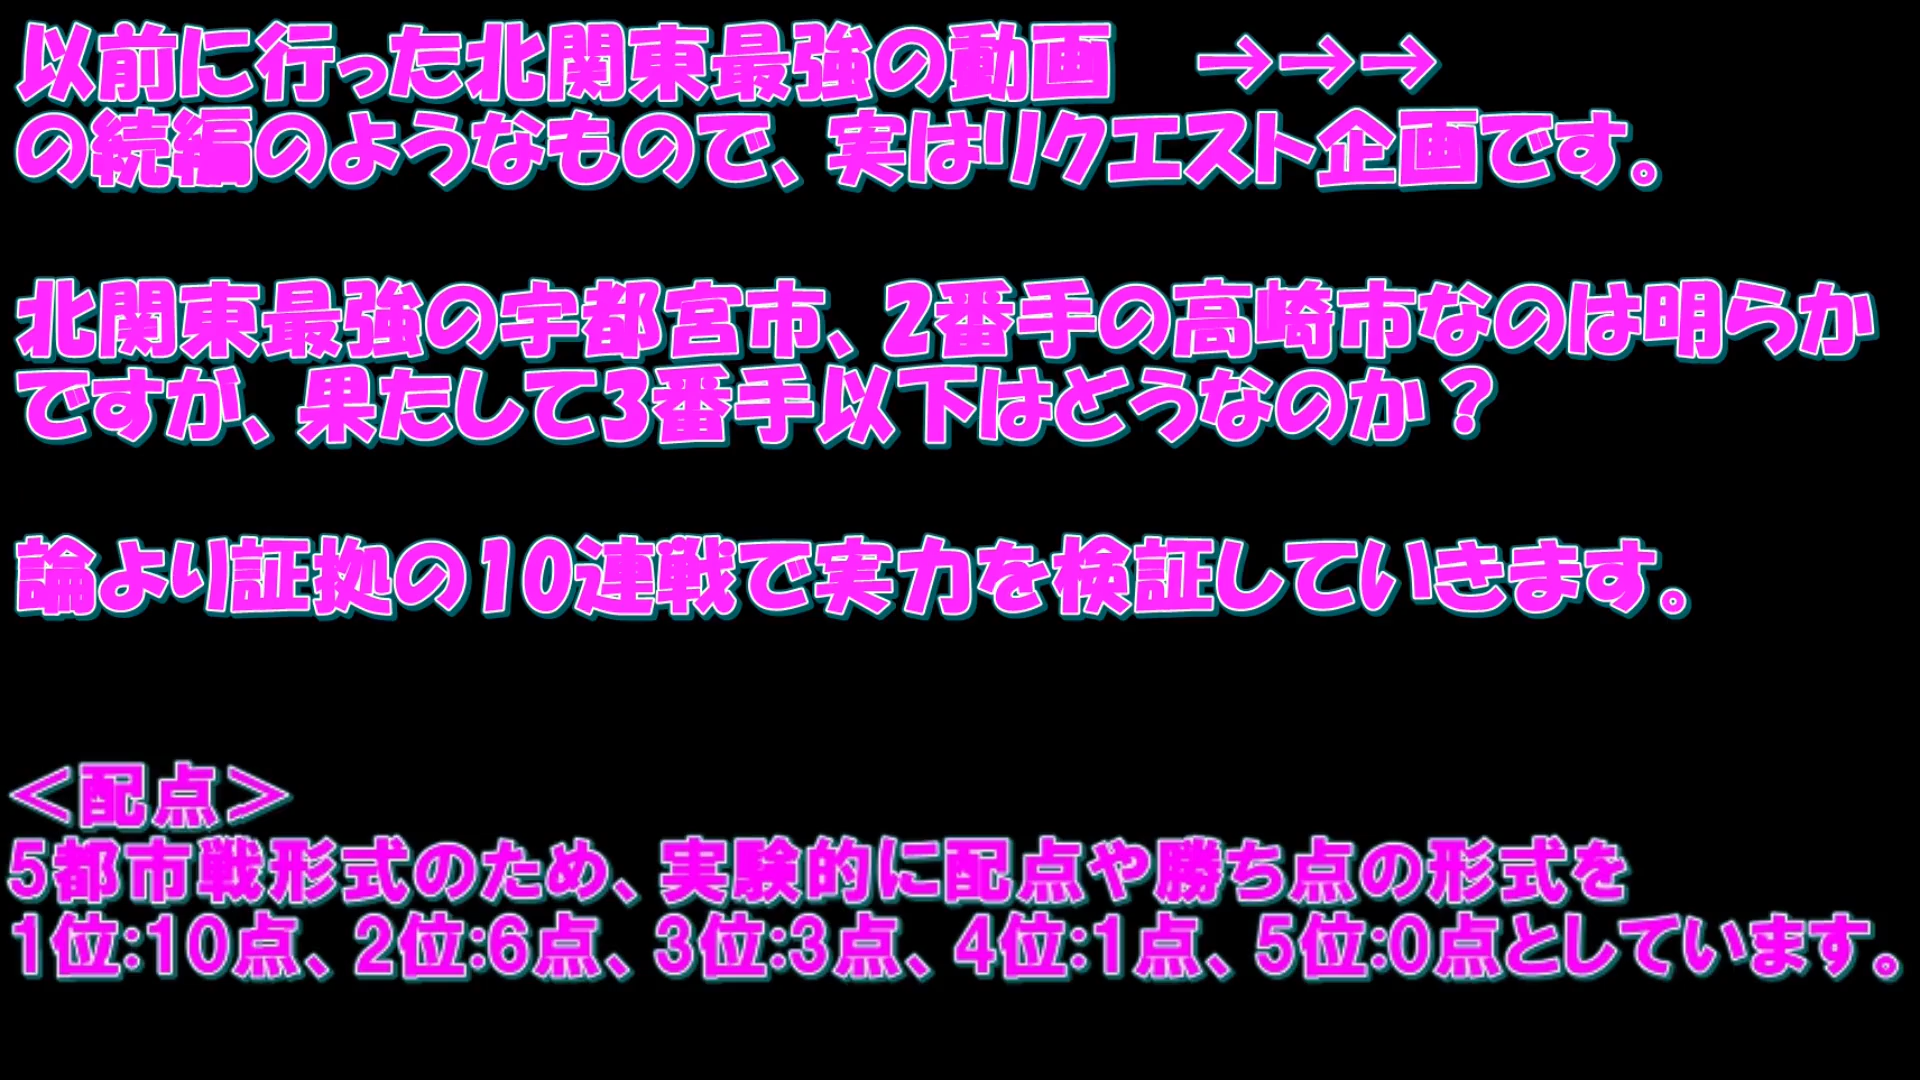 以前に行った北関東最強の動画　→→→
の続編のようなもので、実はリクエスト企画です。
北関東最強の宇都宮市、2番手の高崎市なのは明らか
ですが、果たして3番手以下はどうなのか？
論より証拠の10連戦で実力を検証していきます。
＜配点＞
5都市戦形式のため、実験的に配点や勝ち点の形式を
1位:10点、2位:6点、3位:3点、4位:1点、5位:0点としています。